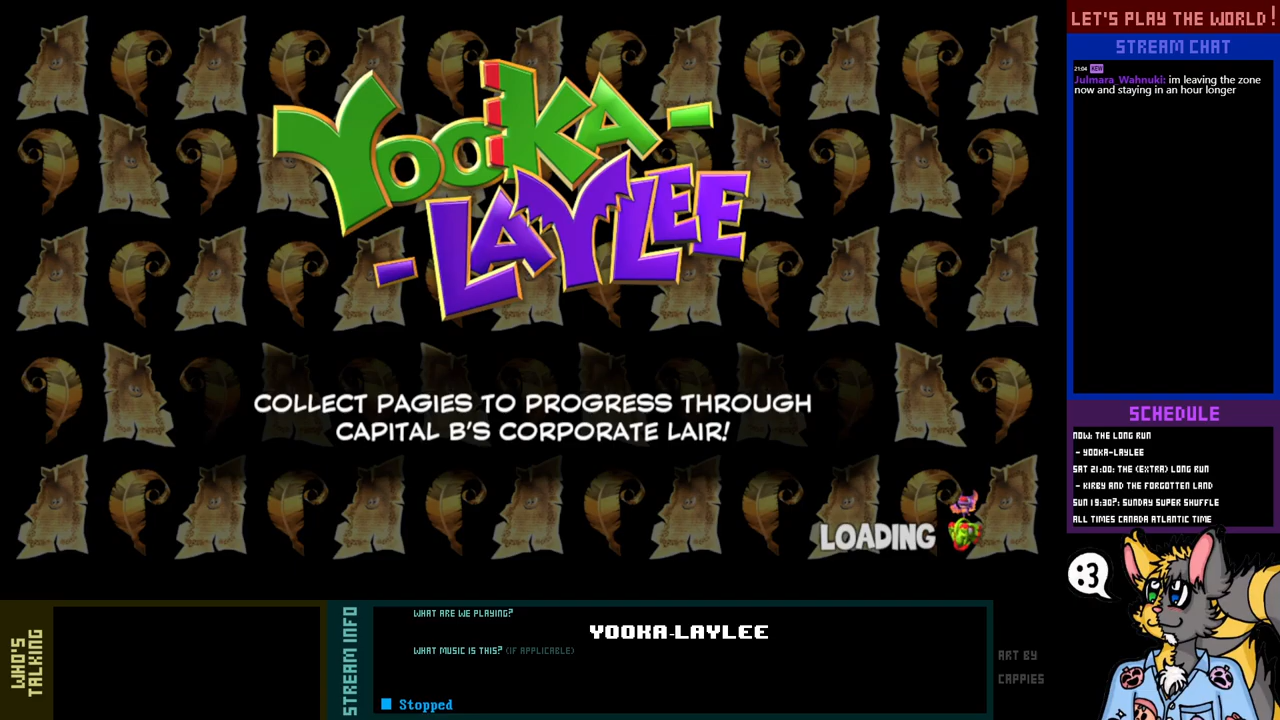 YOOKA-
-LAYLEE
COLLECT PAGIES TO PROGRESS THROUGH
CAPITAL B'S CORPORATE LAIR!
LOADING
LET'S PLAY THE WORLD!
STREAM CHAT
21:04 NEW
Julmara_Wahnuki: im leaving the zone
now and staying in an hour longer
SCHEDULE
NOW: THE LONG RUN
- YOOKA-LAYLEE
SAT 21:00: THE (EXTRA) LONG RUN
- KIRBY AND THE FORGOTTEN LAND
SUN 19:30?: SUNDAY SUPER SHUFFLE
ALL TIMES CANADA ATLANTIC TIME
:3
WHO'S
TALKING
STREAM INFO
WHAT ARE WE PLAYING?
YOOKA-LAYLEE
WHAT MUSIC IS THIS? (IF APPLICABLE)
Stopped
ART BY
CAPPIES